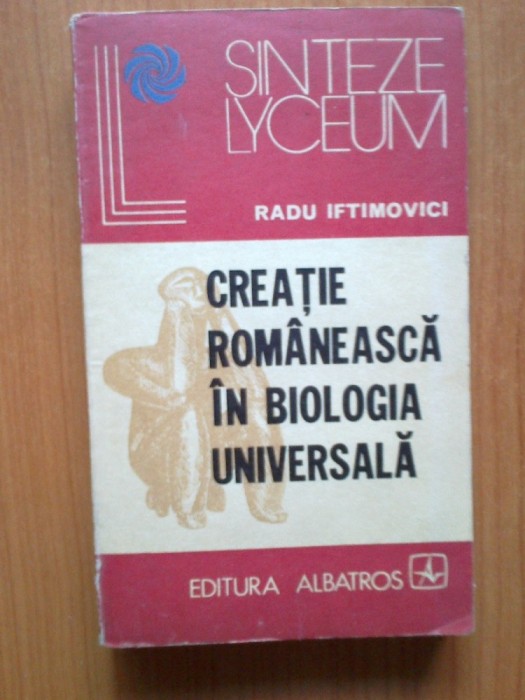 SINTEZE
LYCEUM
RADU IFTIMOVICI
CREAȚIE
ROMÂNEASCĂ
ÎN BIOLOGIA
UNIVERSALĂ
EDITURA ALBATROS